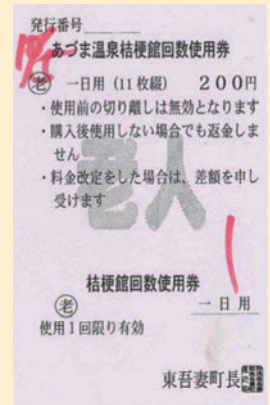 発行番号
あづま温泉桔梗館回数使用券
老 一日用(11枚綴) 200円
・使用前の切り離しは無効となります
・購入後使用しない場合でも返金しま
せん
・料金改定をした場合は、差額を申し
受けます
老人
桔梗館回数使用券
老 一日用
使用1回限り有効
東吾妻町長